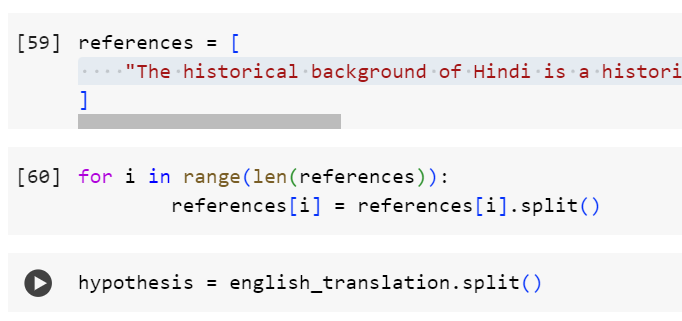 [59] references = [
"The historical background of Hindi is a histori
]
[60] for i in range(len(references)):
references[i] = references[i].split()
hypothesis = english_translation.split()